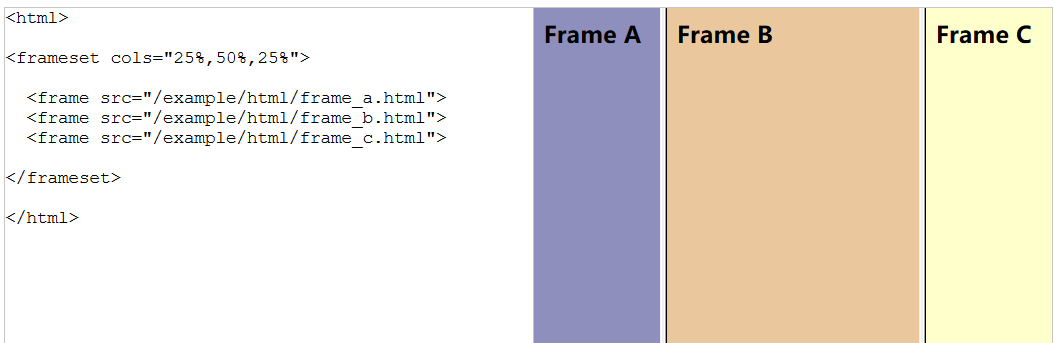 <html>
<frameset cols="25%,50%,25%">
<frame src="/example/html/frame_a.html">
<frame src="/example/html/frame_b.html">
<frame src="/example/html/frame_c.html">
</frameset>
</html>
Frame A
Frame B
Frame C